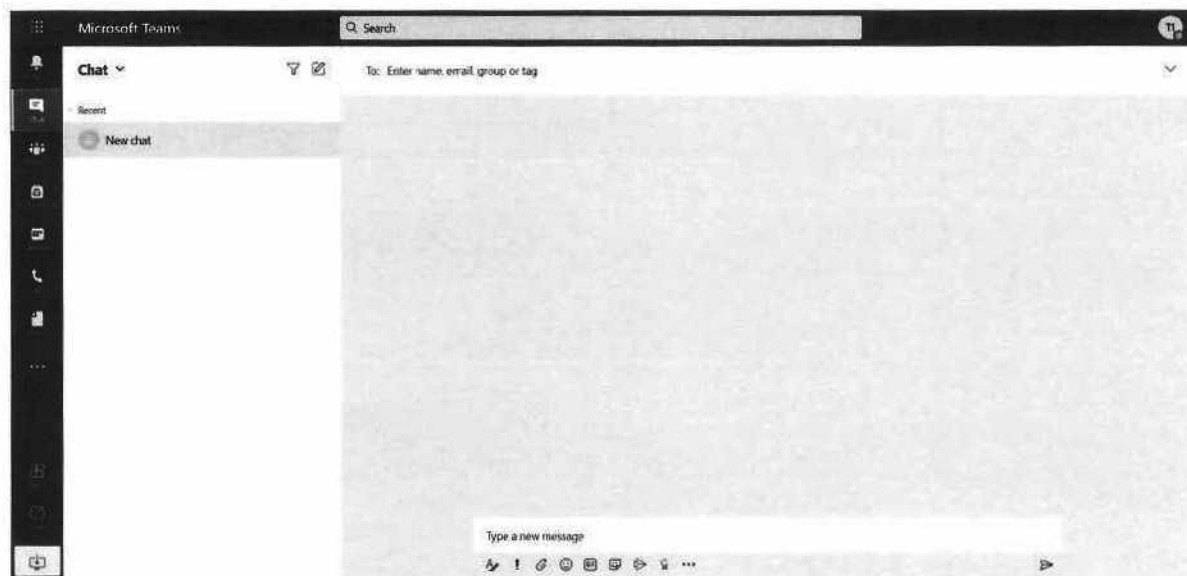 Microsoft Teams
Search
Chat
To: Enter name, email, group or tag
Recent
New chat
Type a new message